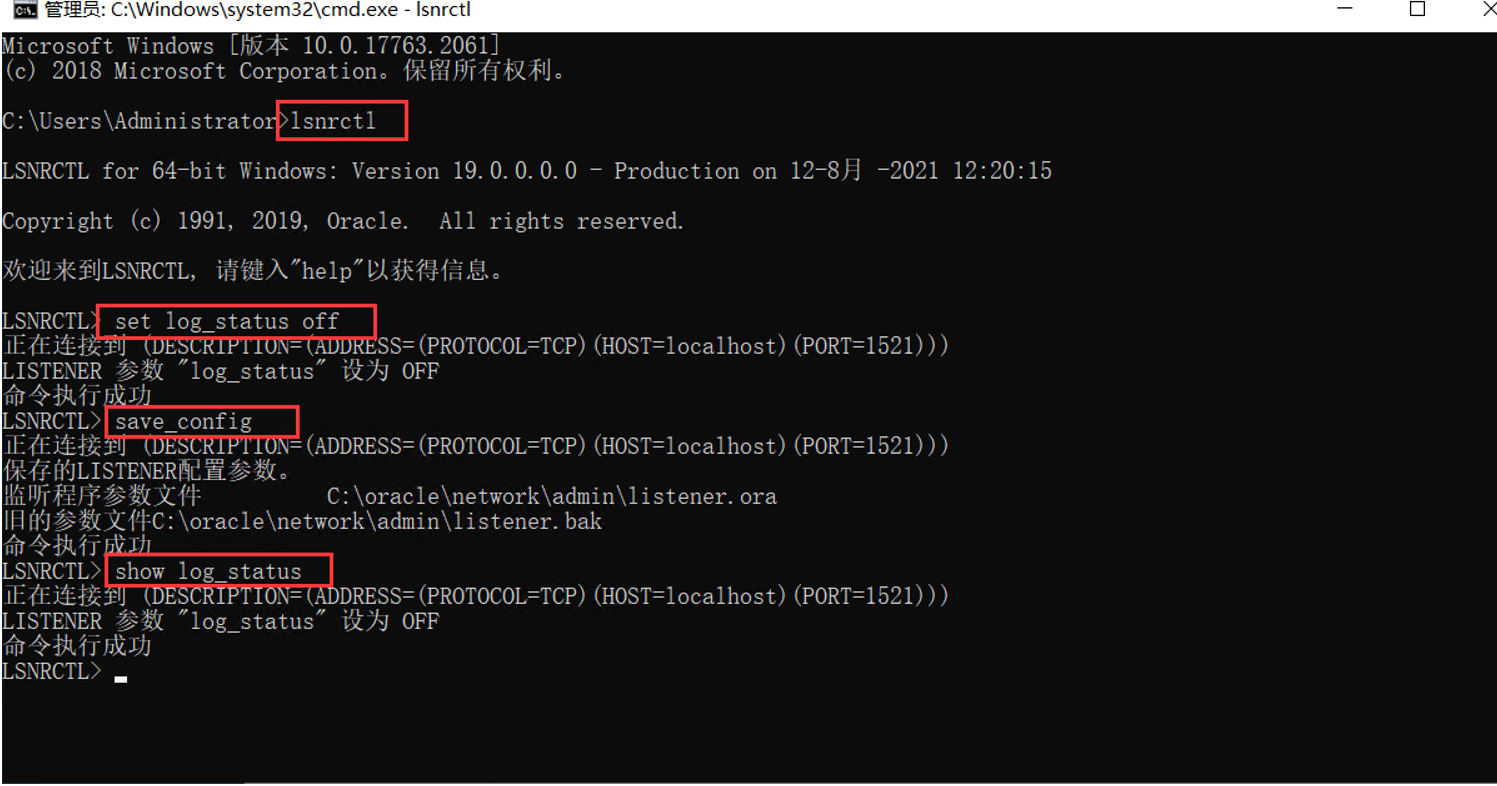 管理员: C:\Windows\system32\cmd.exe - lsnrctl
Microsoft Windows [版本 10.0.17763.2061]
(c) 2018 Microsoft Corporation。保留所有权利。
C:\Users\Administrator>lsnrctl
LSNRCTL for 64-bit Windows: Version 19.0.0.0.0 - Production on 12-8月 -2021 12:20:15
Copyright (c) 1991, 2019, Oracle.  All rights reserved.
欢迎来到LSNRCTL, 请键入"help"以获得信息。
LSNRCTL> set log_status off
正在连接到 (DESCRIPTION=(ADDRESS=(PROTOCOL=TCP)(HOST=localhost)(PORT=1521)))
LISTENER 参数 "log_status" 设为 OFF
命令执行成功
LSNRCTL> save_config
正在连接到 (DESCRIPTION=(ADDRESS=(PROTOCOL=TCP)(HOST=localhost)(PORT=1521)))
保存的LISTENER配置参数。
监听程序参数文件          C:\oracle\network\admin\listener.ora
旧的参数文件C:\oracle\network\admin\listener.bak
命令执行成功
LSNRCTL> show log_status
正在连接到 (DESCRIPTION=(ADDRESS=(PROTOCOL=TCP)(HOST=localhost)(PORT=1521)))
LISTENER 参数 "log_status" 设为 OFF
命令执行成功
LSNRCTL>